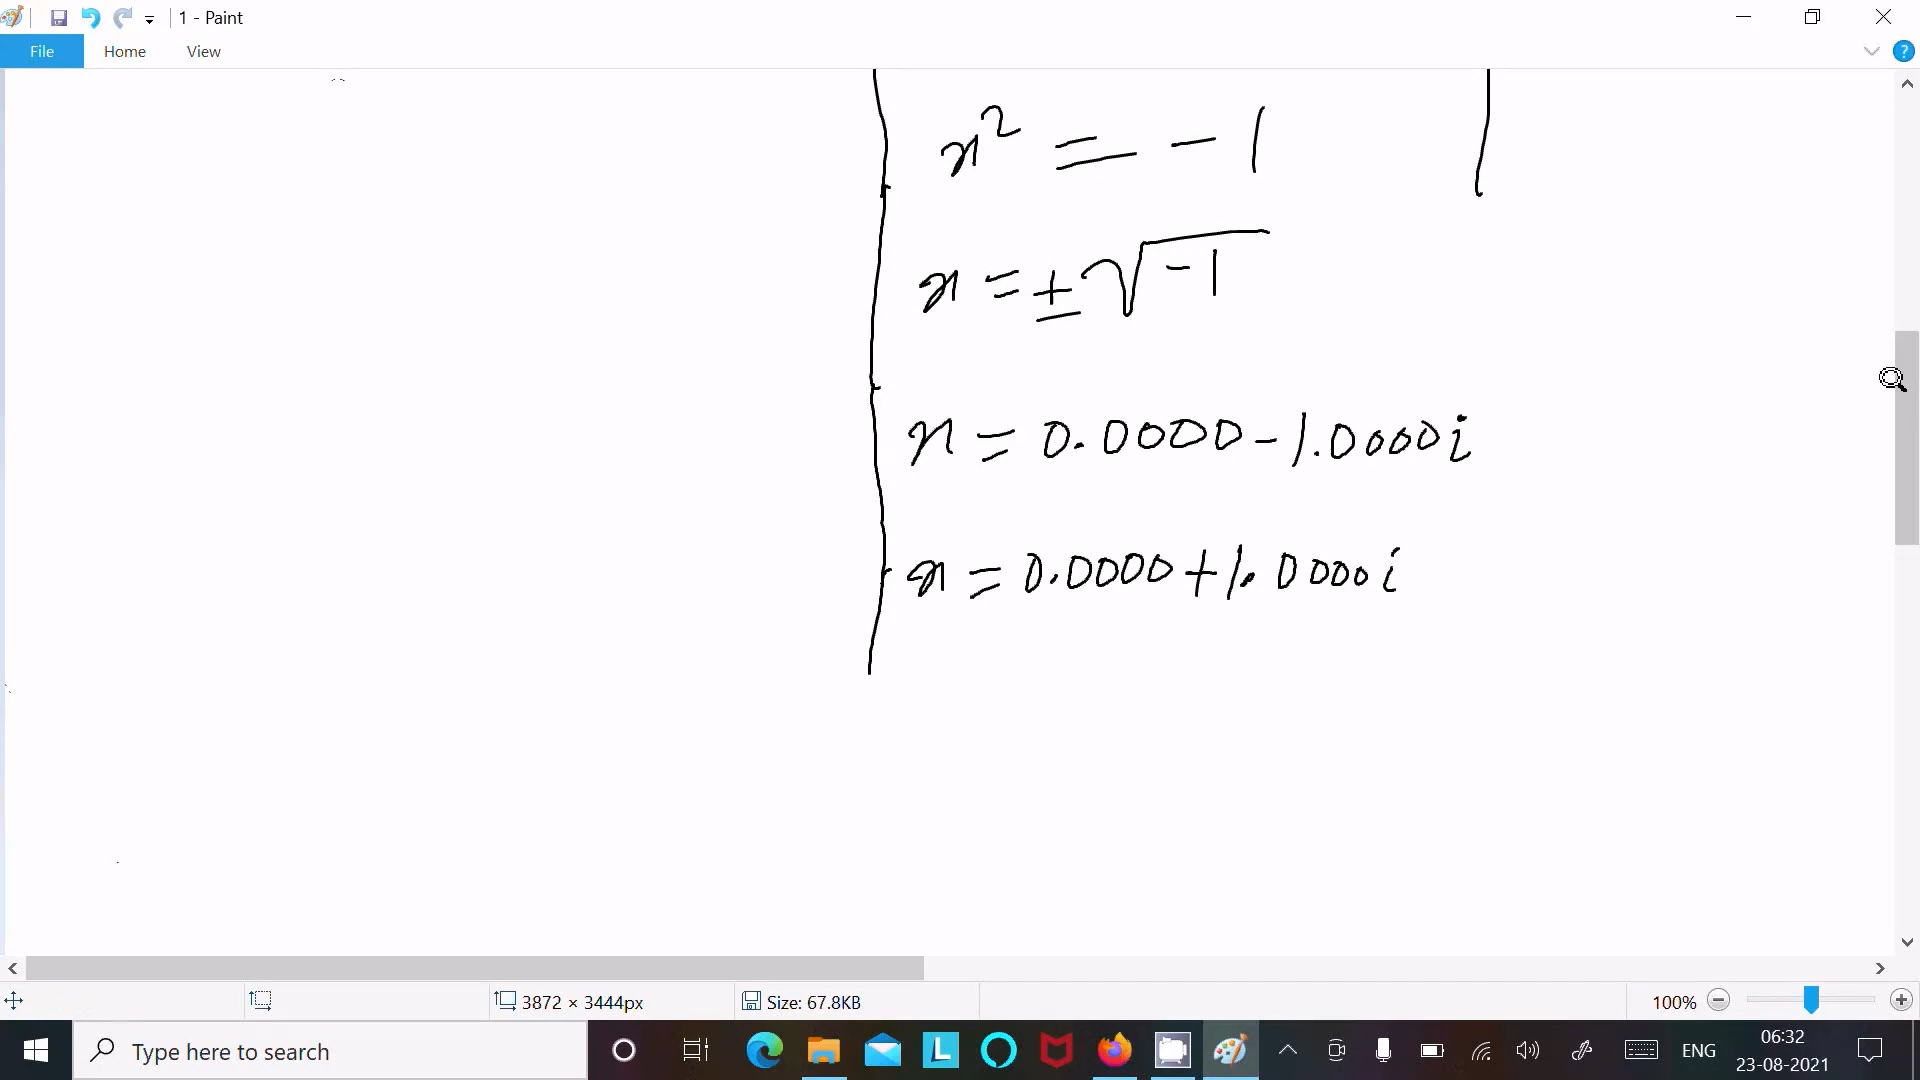 1 - Paint
File Home View
x² = -1
x = ±√-1
x = 0.0000 - 1.0000i
x = 0.0000 + 1.0000i
3872 × 3444px Size: 67.8KB 100%
Type here to search
L
ENG
06:32
23-08-2021